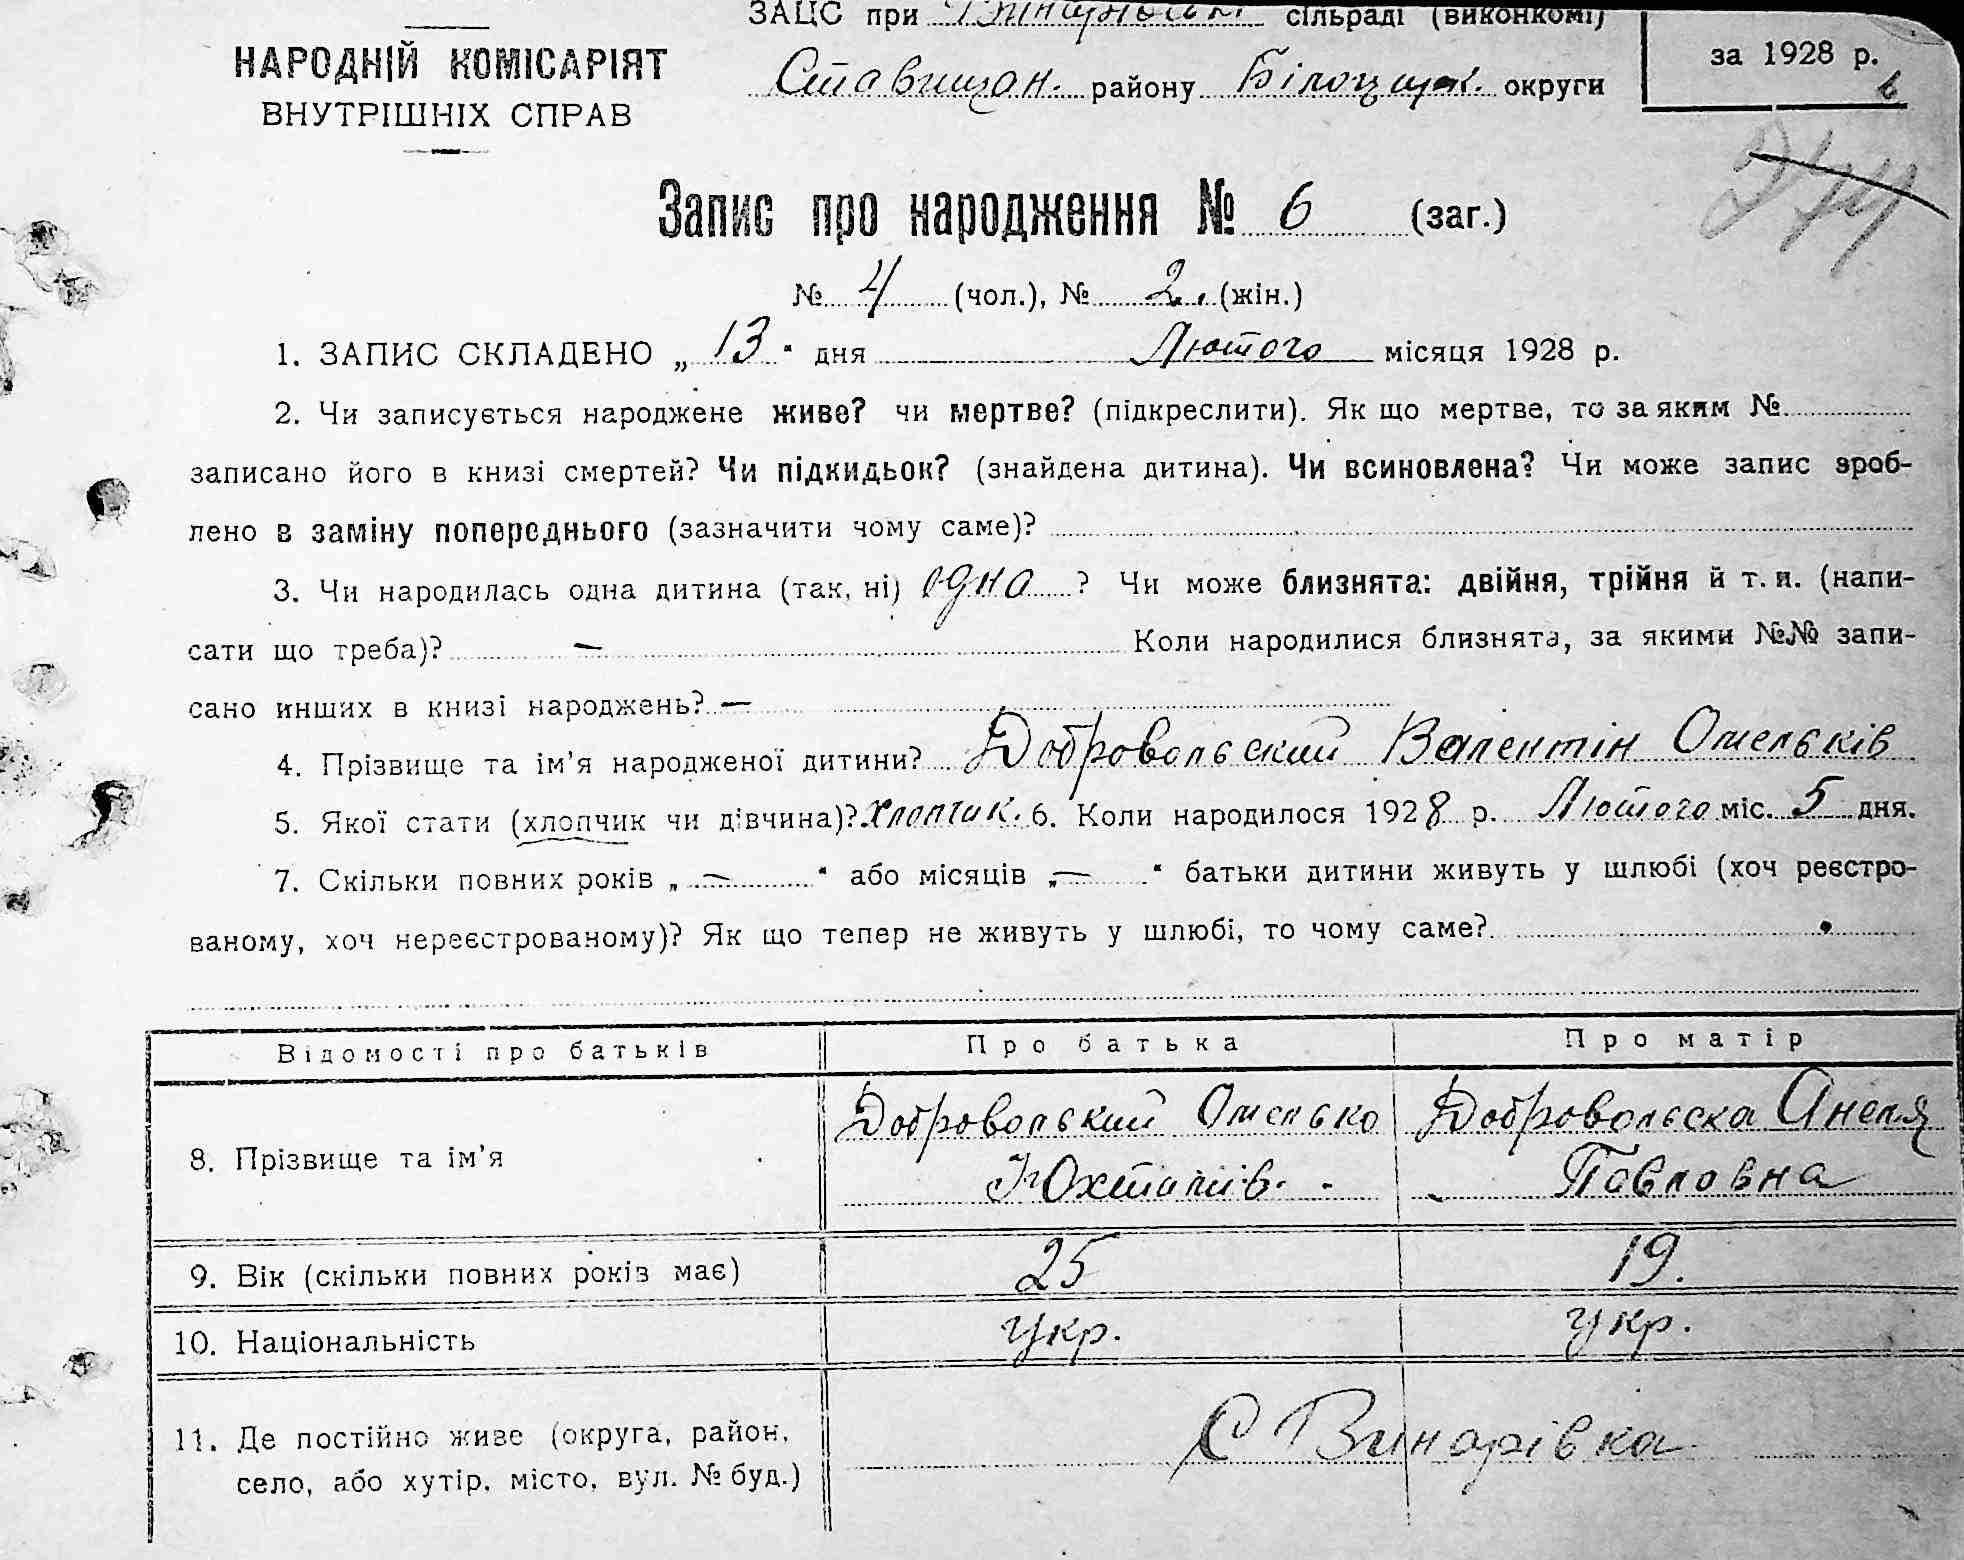 ЗАЦС при сільраді (виконкомі)
НАРОДНІЙ КОМІСАРІЯТ
ВНУТРІШНІХ СПРАВ
Ставищан. району Білоцерк. округи
за 1928 р.
6
274
Запис про народження № 6 (заг.)
№ 4 (чол.), № 2. (жін.)
1. ЗАПИС СКЛАДЕНО „ 13 " дня Лютого місяця 1928 р.
2. Чи записується народжене живе? чи мертве? (підкреслити). Як що мертве, то за яким №
записано його в книзі смертей? Чи підкидьок? (знайдена дитина). Чи всиновлена? Чи може запис зроб-
лено в заміну попереднього (зазначити чому саме)?
3. Чи народилась одна дитина (так, ні) одна ? Чи може близнята: двійня, трійня й т. и. (напи-
сати що треба)? — Коли народилися близнята, за якими №№ запи-
сано инших в книзі народжень? —
4. Прізвище та ім'я народженої дитини? Добровольский Валентін Омельків
5. Якої стати (хлопчик чи дівчина)? Хлопчик. 6. Коли народилося 1928 р. Лютого міс. 5 дня.
7. Скільки повних років „ — " або місяців „ — " батьки дитини живуть у шлюбі (хоч реєстро-
ваному, хоч нереєстрованому)? Як що тепер не живуть у шлюбі, то чому саме?
Відомості про батьків Про батька Про матір
8. Прізвище та ім'я
Добровольський Омелько
Добровольска Анеля
Павловна
9. Вік (скільки повних років має) 25 19.
10. Національність укр. укр.
11. Де постійно живе (округа, район,
село, або хутір, місто, вул. № буд.)
С Винарівка